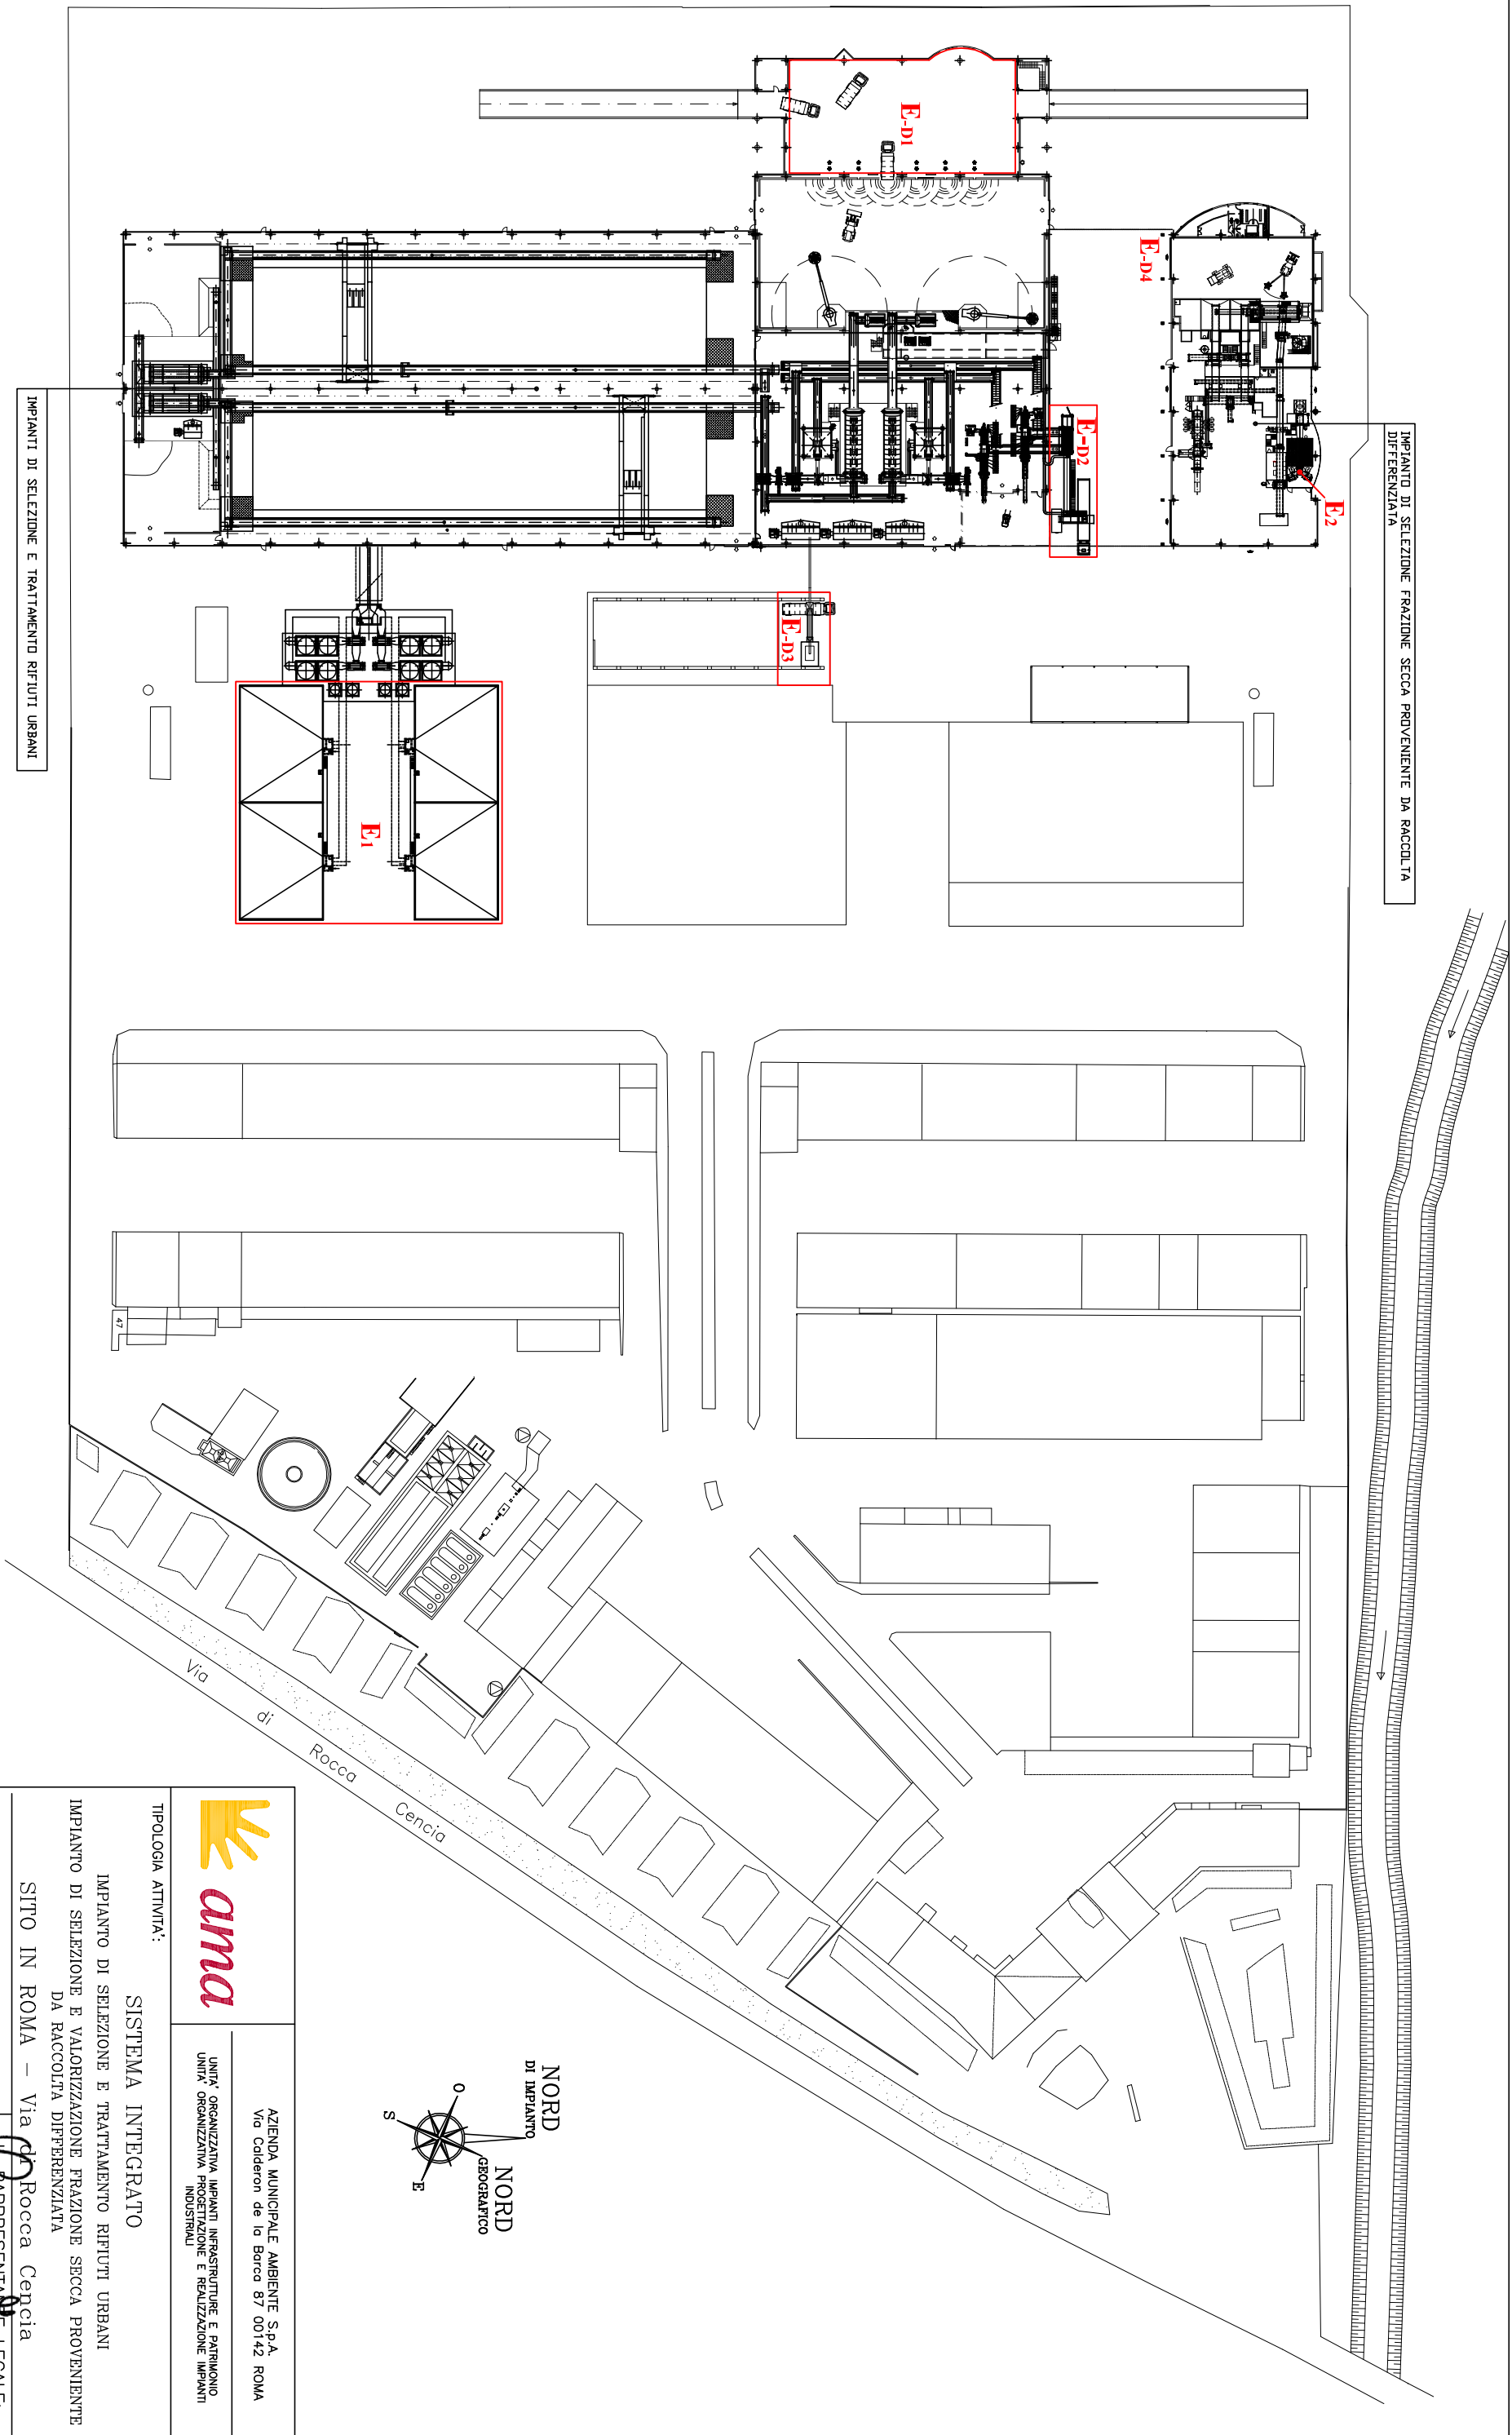 IMPIANTO DI SELEZIONE FRAZIONE SECCA PROVENIENTE DA RACCOLTA
DIFFERENZIATA
E2
E-D4
E-D2
E-D1
E-D3
E1
IMPIANTI DI SELEZIONE E TRATTAMENTO RIFIUTI URBANI
47
Via di Rocca Cencia
NORD
DI IMPIANTO
NORD
GEOGRAFICO
O
S
E
ama
AZIENDA MUNICIPALE AMBIENTE S.p.A.
Via Calderon de la Barca 87 00142 ROMA
UNITA' ORGANIZZATIVA IMPIANTI INFRASTRUTTURE E PATRIMONIO
UNITA' ORGANIZZATIVA PROGETTAZIONE E REALIZZAZIONE IMPIANTI
INDUSTRIALI
TIPOLOGIA ATTIVITA':
SISTEMA INTEGRATO
IMPIANTO DI SELEZIONE E TRATTAMENTO RIFIUTI URBANI
IMPIANTO DI SELEZIONE E VALORIZZAZIONE FRAZIONE SECCA PROVENIENTE
DA RACCOLTA DIFFERENZIATA
SITO IN ROMA - Via di Rocca Cencia
LEGALE: